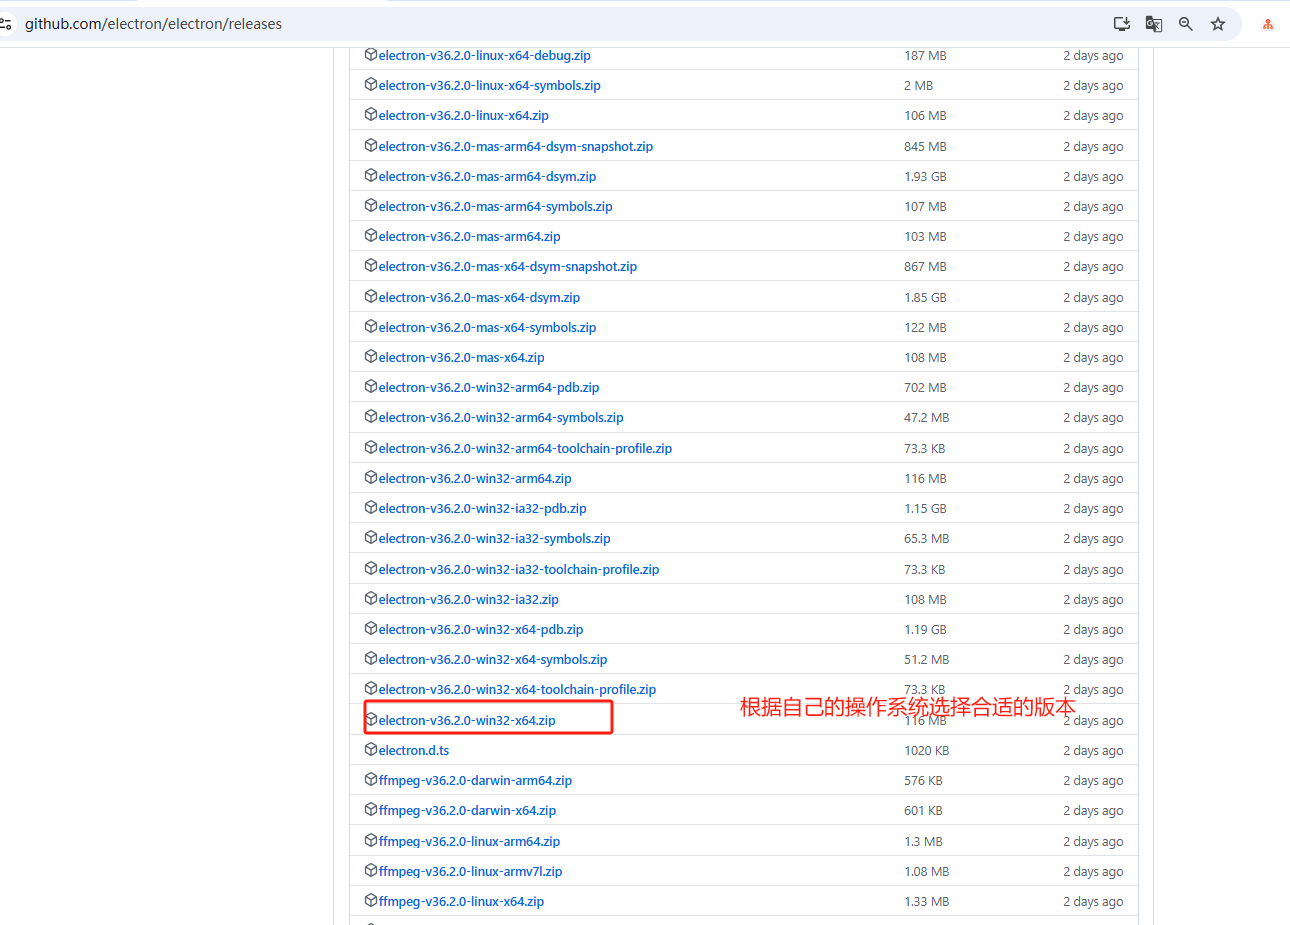 github.com/electron/electron/releases
electron-v36.2.0-linux-x64-debug.zip 187 MB 2 days ago
electron-v36.2.0-linux-x64-symbols.zip 2 MB 2 days ago
electron-v36.2.0-linux-x64.zip 106 MB 2 days ago
electron-v36.2.0-mas-arm64-dsym-snapshot.zip 845 MB 2 days ago
electron-v36.2.0-mas-arm64-dsym.zip 1.93 GB 2 days ago
electron-v36.2.0-mas-arm64-symbols.zip 107 MB 2 days ago
electron-v36.2.0-mas-arm64.zip 103 MB 2 days ago
electron-v36.2.0-mas-x64-dsym-snapshot.zip 867 MB 2 days ago
electron-v36.2.0-mas-x64-dsym.zip 1.85 GB 2 days ago
electron-v36.2.0-mas-x64-symbols.zip 122 MB 2 days ago
electron-v36.2.0-mas-x64.zip 108 MB 2 days ago
electron-v36.2.0-win32-arm64-pdb.zip 702 MB 2 days ago
electron-v36.2.0-win32-arm64-symbols.zip 47.2 MB 2 days ago
electron-v36.2.0-win32-arm64-toolchain-profile.zip 73.3 KB 2 days ago
electron-v36.2.0-win32-arm64.zip 116 MB 2 days ago
electron-v36.2.0-win32-ia32-pdb.zip 1.15 GB 2 days ago
electron-v36.2.0-win32-ia32-symbols.zip 65.3 MB 2 days ago
electron-v36.2.0-win32-ia32-toolchain-profile.zip 73.3 KB 2 days ago
electron-v36.2.0-win32-ia32.zip 108 MB 2 days ago
electron-v36.2.0-win32-x64-pdb.zip 1.19 GB 2 days ago
electron-v36.2.0-win32-x64-symbols.zip 51.2 MB 2 days ago
electron-v36.2.0-win32-x64-toolchain-profile.zip 73.3 KB 2 days ago
根据自己的操作系统选择合适的版本
electron-v36.2.0-win32-x64.zip 116 MB 2 days ago
electron.d.ts 1020 KB 2 days ago
ffmpeg-v36.2.0-darwin-arm64.zip 576 KB 2 days ago
ffmpeg-v36.2.0-darwin-x64.zip 601 KB 2 days ago
ffmpeg-v36.2.0-linux-arm64.zip 1.3 MB 2 days ago
ffmpeg-v36.2.0-linux-armv7l.zip 1.08 MB 2 days ago
ffmpeg-v36.2.0-linux-x64.zip 1.33 MB 2 days ago